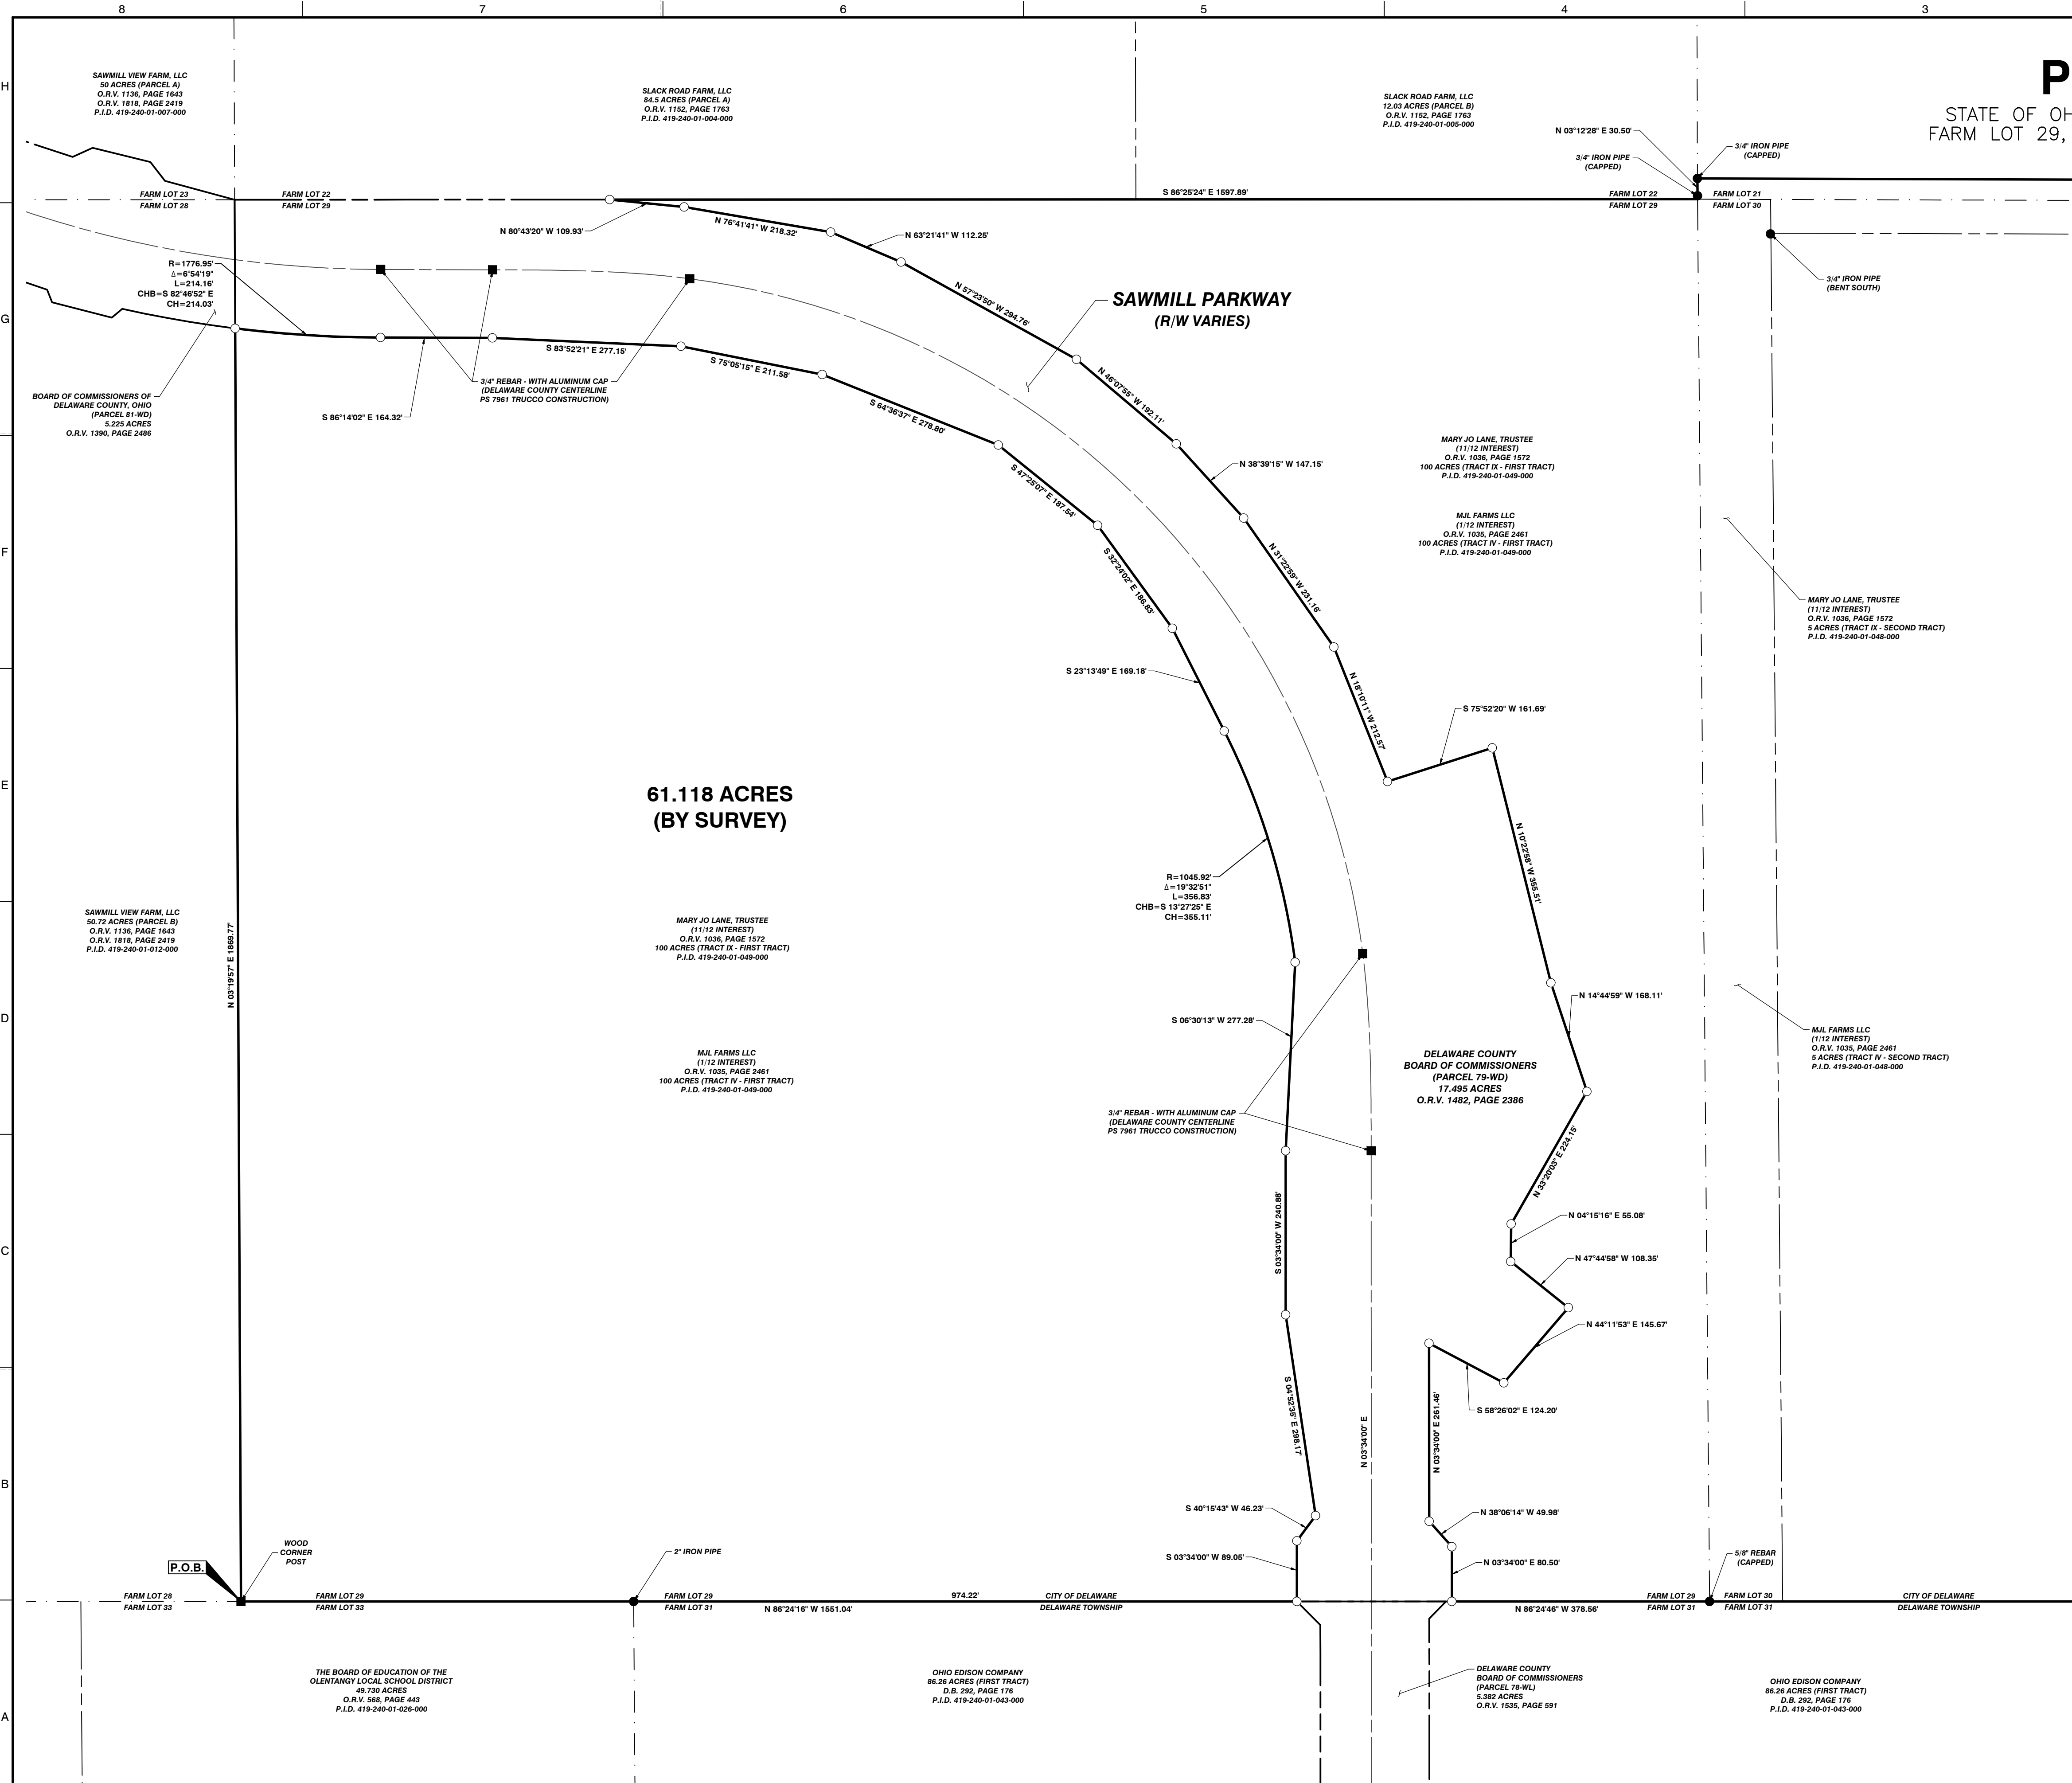 8
7
6
5
4
3
H
P
STATE OF OH
FARM LOT 29,
SAWMILL VIEW FARM, LLC
50 ACRES (PARCEL A)
O.R.V. 1136, PAGE 1643
O.R.V. 1818, PAGE 2419
P.I.D. 419-240-01-007-000
SLACK ROAD FARM, LLC
84.5 ACRES (PARCEL A)
O.R.V. 1152, PAGE 1763
P.I.D. 419-240-01-004-000
SLACK ROAD FARM, LLC
12.03 ACRES (PARCEL B)
O.R.V. 1152, PAGE 1763
P.I.D. 419-240-01-005-000
N 03°12'28" E 30.50'
3/4" IRON PIPE
(CAPPED)
3/4" IRON PIPE
(CAPPED)
FARM LOT 23
FARM LOT 28
FARM LOT 22
FARM LOT 29
S 86°25'24" E 1597.89'
FARM LOT 22
FARM LOT 29
FARM LOT 21
FARM LOT 30
N 80°43'20" W 109.93'
N 76°41'41" W 218.32'
N 63°21'41" W 112.25'
3/4" IRON PIPE
(BENT SOUTH)
G
R=1776.95'
Δ=6°54'19"
L=214.16'
CHB=S 82°46'52" E
CH=214.03'
N 57°23'50" W 294.76'
SAWMILL PARKWAY
(R/W VARIES)
S 83°52'21" E 277.15'
S 75°05'15" E 211.58'
3/4" REBAR - WITH ALUMINUM CAP
(DELAWARE COUNTY CENTERLINE
PS 7961 TRUCCO CONSTRUCTION)
S 86°14'02" E 164.32'
BOARD OF COMMISSIONERS OF
DELAWARE COUNTY, OHIO
(PARCEL 81-WD)
5.225 ACRES
O.R.V. 1390, PAGE 2486
S 64°36'37" E 278.80'
N 46°07'55" W 192.11'
N 38°39'15" W 147.15'
S 47°25'07" E 187.54'
MARY JO LANE, TRUSTEE
(11/12 INTEREST)
O.R.V. 1036, PAGE 1572
100 ACRES (TRACT IX - FIRST TRACT)
P.I.D. 419-240-01-049-000
MJL FARMS LLC
(1/12 INTEREST)
O.R.V. 1035, PAGE 2461
100 ACRES (TRACT IV - FIRST TRACT)
P.I.D. 419-240-01-049-000
F
S 32°24'02" E 186.83'
N 31°22'59" W 231.16'
MARY JO LANE, TRUSTEE
(11/12 INTEREST)
O.R.V. 1036, PAGE 1572
5 ACRES (TRACT IX - SECOND TRACT)
P.I.D. 419-240-01-048-000
S 23°13'49" E 169.18'
N 18°10'11" W 212.57'
S 75°52'20" W 161.69'
E
61.118 ACRES
(BY SURVEY)
N 10°22'58" W 355.51'
R=1045.92'
Δ=19°32'51"
L=356.83'
CHB=S 13°27'25" E
CH=355.11'
SAWMILL VIEW FARM, LLC
50.72 ACRES (PARCEL B)
O.R.V. 1136, PAGE 1643
O.R.V. 1818, PAGE 2419
P.I.D. 419-240-01-012-000
N 03°19'57" E 1869.77'
MARY JO LANE, TRUSTEE
(11/12 INTEREST)
O.R.V. 1036, PAGE 1572
100 ACRES (TRACT IX - FIRST TRACT)
P.I.D. 419-240-01-049-000
D
N 14°44'59" W 168.11'
S 06°30'13" W 277.28'
MJL FARMS LLC
(1/12 INTEREST)
O.R.V. 1035, PAGE 2461
100 ACRES (TRACT IV - FIRST TRACT)
P.I.D. 419-240-01-049-000
DELAWARE COUNTY
BOARD OF COMMISSIONERS
(PARCEL 79-WD)
17.495 ACRES
O.R.V. 1482, PAGE 2386
MJL FARMS LLC
(1/12 INTEREST)
O.R.V. 1035, PAGE 2461
5 ACRES (TRACT IV - SECOND TRACT)
P.I.D. 419-240-01-048-000
3/4" REBAR - WITH ALUMINUM CAP
(DELAWARE COUNTY CENTERLINE
PS 7961 TRUCCO CONSTRUCTION)
N 33°20'03" E 224.15'
C
S 03°34'00" W 240.88'
N 04°15'16" E 55.08'
N 47°44'58" W 108.35'
N 44°11'53" E 145.67'
S 04°52'35" E 298.17'
N 03°34'00" E
N 03°34'00" E 261.46'
S 58°26'02" E 124.20'
B
S 40°15'43" W 46.23'
N 38°06'14" W 49.98'
S 03°34'00" W 89.05'
N 03°34'00" E 80.50'
P.O.B.
WOOD
CORNER
POST
2" IRON PIPE
5/8" REBAR
(CAPPED)
FARM LOT 28
FARM LOT 33
FARM LOT 29
FARM LOT 33
FARM LOT 29
FARM LOT 31
974.22'
N 86°24'16" W 1551.04'
CITY OF DELAWARE
DELAWARE TOWNSHIP
N 86°24'46" W 378.56'
FARM LOT 29
FARM LOT 31
FARM LOT 30
FARM LOT 31
CITY OF DELAWARE
DELAWARE TOWNSHIP
A
THE BOARD OF EDUCATION OF THE
OLENTANGY LOCAL SCHOOL DISTRICT
49.730 ACRES
O.R.V. 568, PAGE 443
P.I.D. 419-240-01-026-000
OHIO EDISON COMPANY
86.26 ACRES (FIRST TRACT)
D.B. 292, PAGE 176
P.I.D. 419-240-01-043-000
DELAWARE COUNTY
BOARD OF COMMISSIONERS
(PARCEL 78-WL)
5.382 ACRES
O.R.V. 1535, PAGE 591
OHIO EDISON COMPANY
86.26 ACRES (FIRST TRACT)
D.B. 292, PAGE 176
P.I.D. 419-240-01-043-000